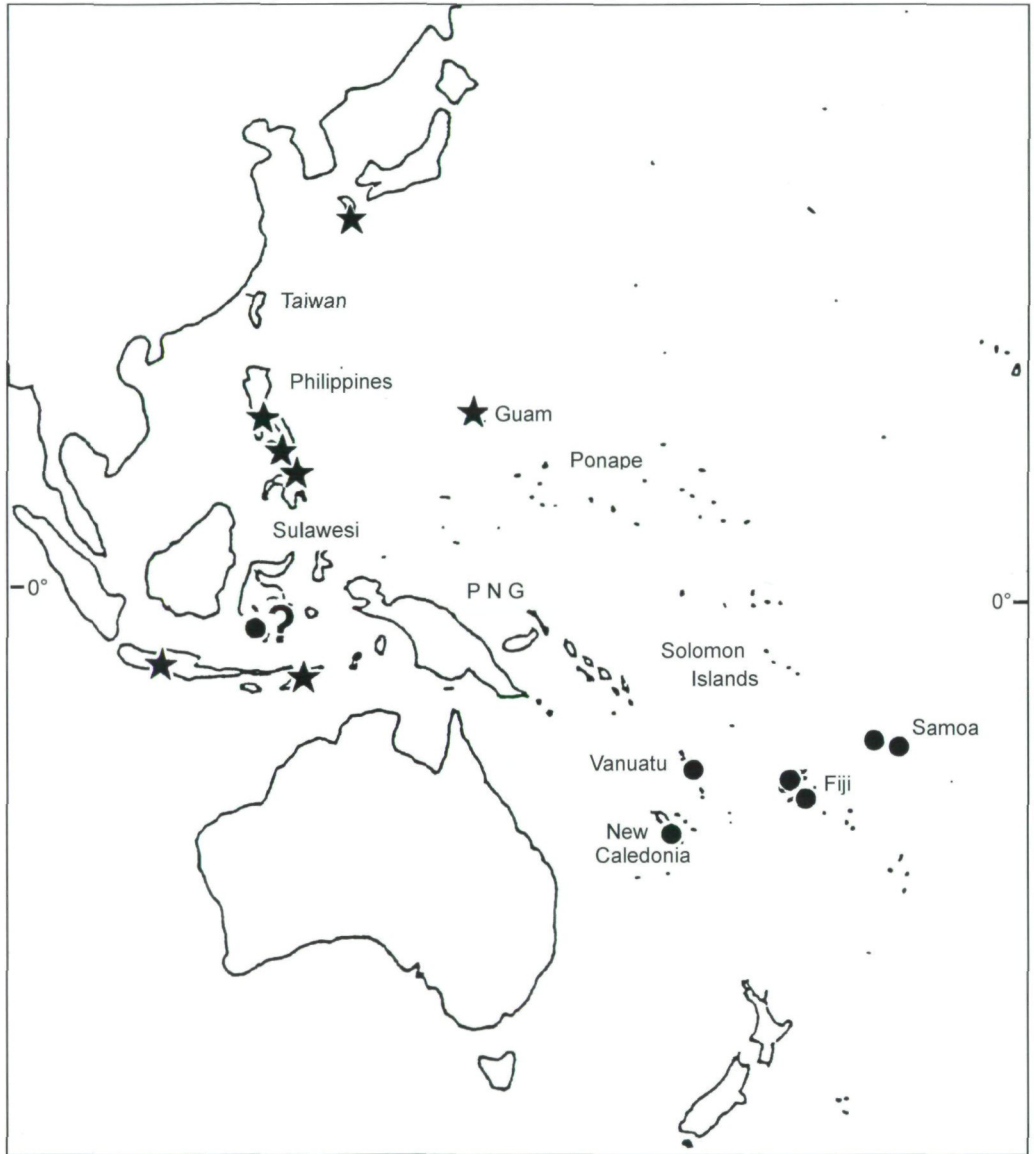 Taiwan
Philippines
Guam
Ponape
Sulawesi
0°
P N G
0°
?
Solomon
Islands
Samoa
Vanuatu
Fiji
New
Caledonia